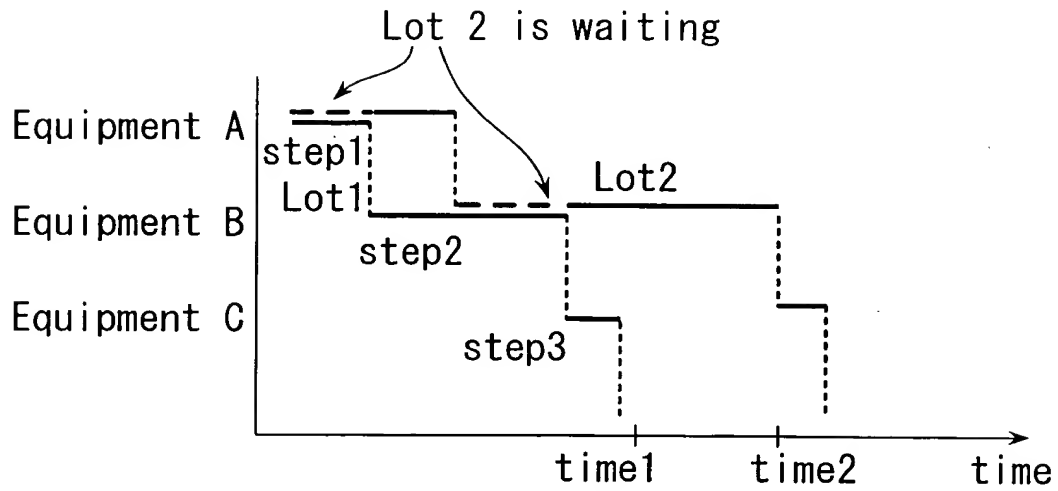 Lot 2 is waiting
Equipment A
step1
Lot1
Lot2
Equipment B
step2
Equipment C
step3
time1
time2
time